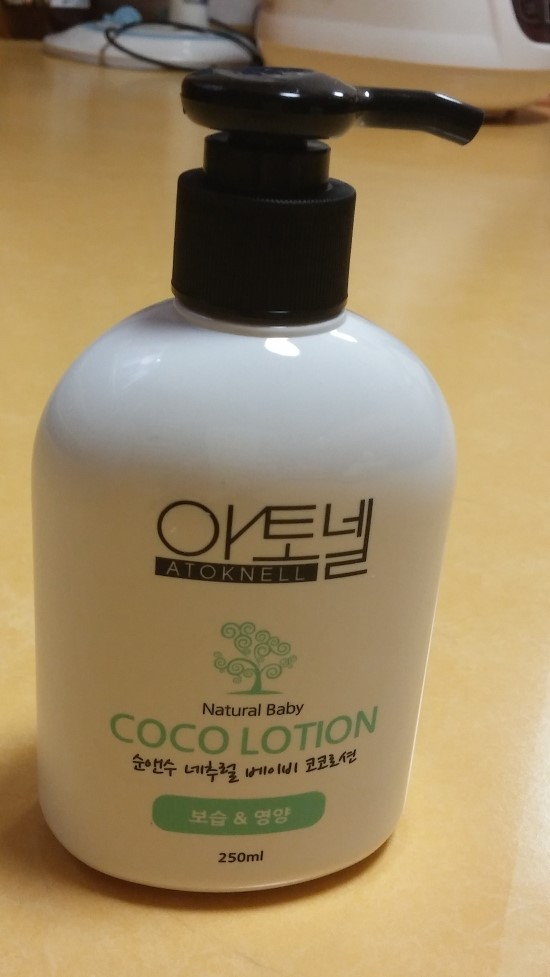 아토넬
ATOKNELL
Natural Baby
COCO LOTION
순앤수 네추럴 베이비 코코로션
보습 & 영양
250ml